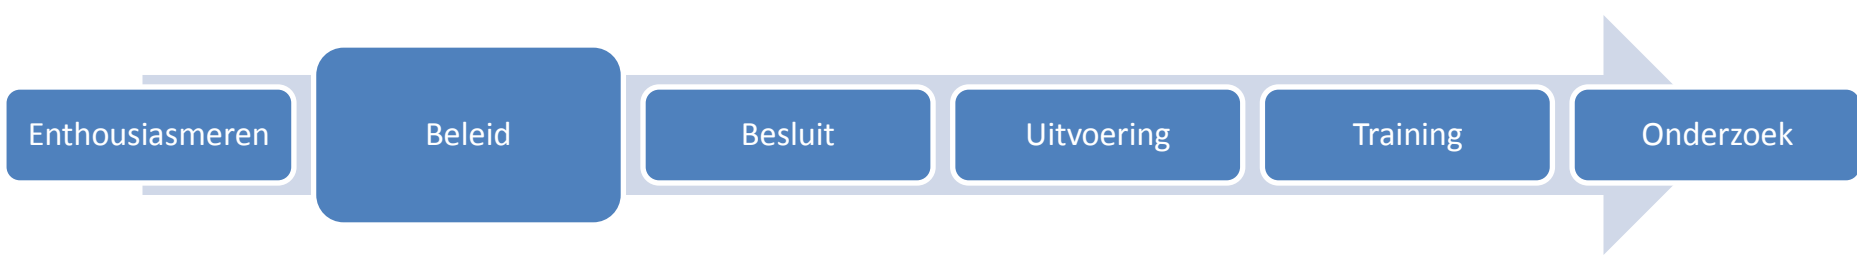 Enthousiasmeren
Beleid
Besluit
Uitvoering
Training
Onderzoek